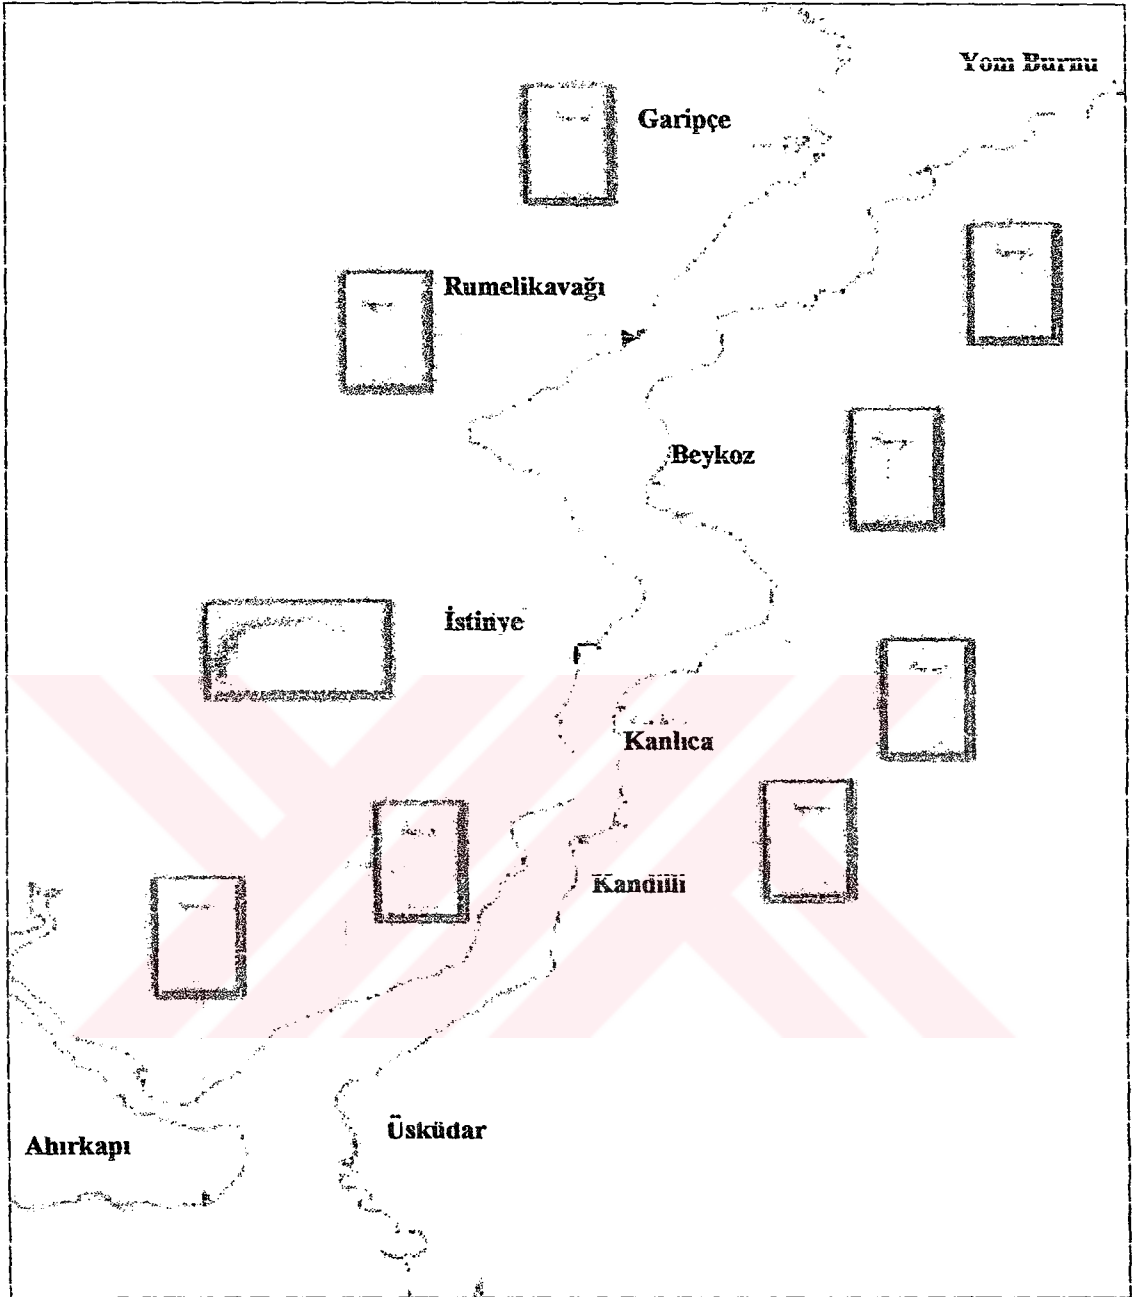 Yom Burnu
Garipçe
Rumelikavağı
Beykoz
İstinye
Kanlıca
Kandilli
Üsküdar
Ahırkapı